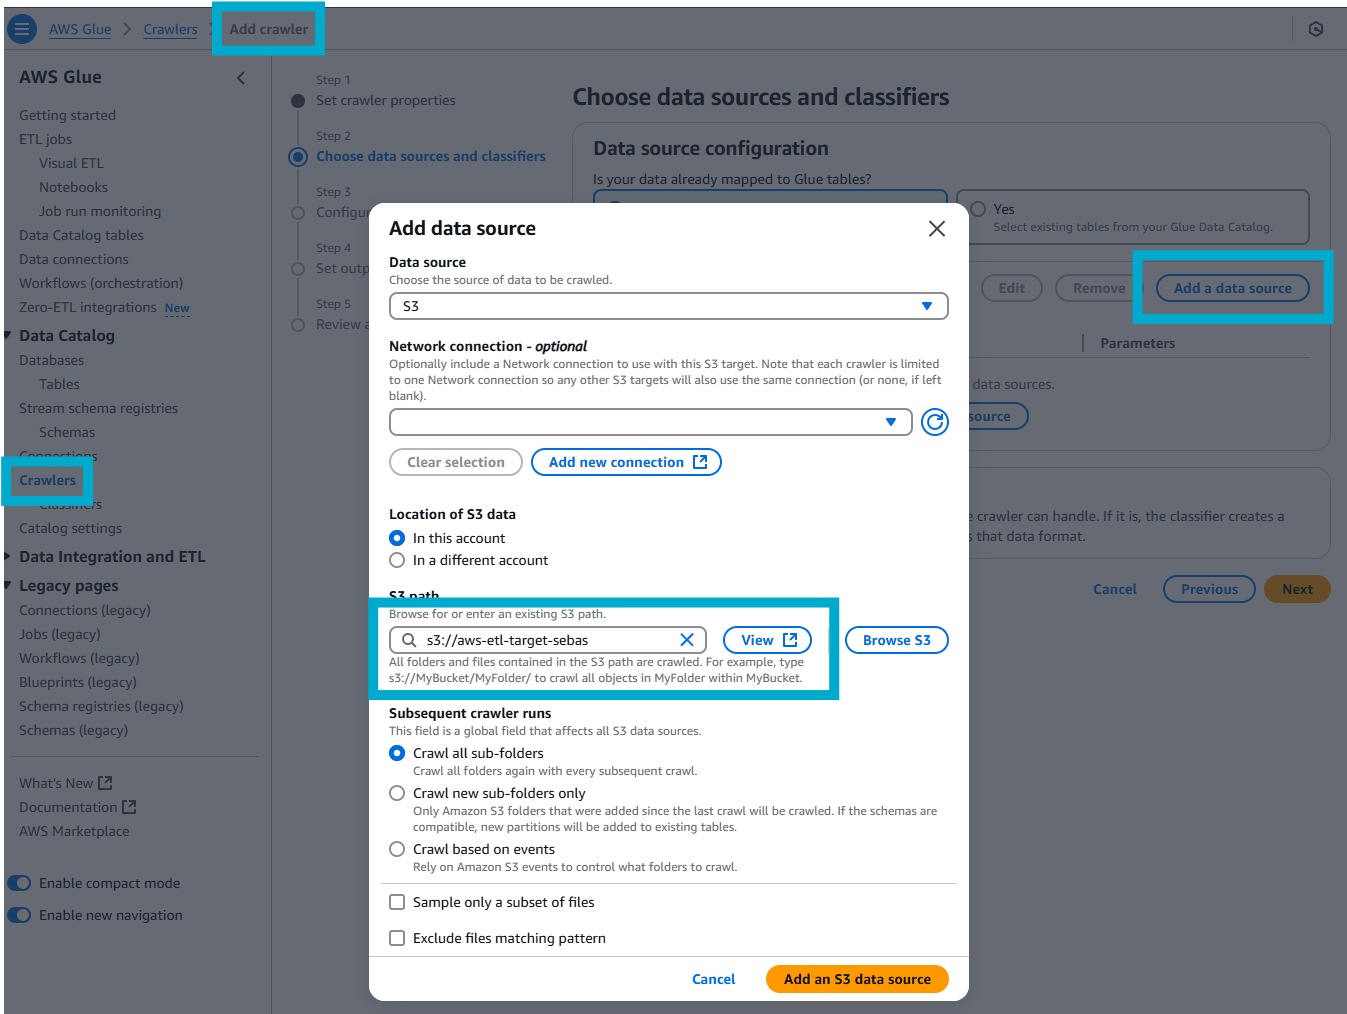 AWS Glue
Crawlers
Add crawler
AWS Glue
Getting started
ETL jobs
Visual ETL
Notebooks
Job run monitoring
Data Catalog tables
Data connections
Workflows (orchestration)
Zero-ETL integrations New
Data Catalog
Databases
Tables
Stream schema registries
Schemas
Connections
Crawlers
Classifiers
Catalog settings
Data Integration and ETL
Legacy pages
Connections (legacy)
Jobs (legacy)
Workflows (legacy)
Blueprints (legacy)
Schema registries (legacy)
Schemas (legacy)
What's New
Documentation
AWS Marketplace
Enable compact mode
Enable new navigation
Step 1
Set crawler properties
Step 2
Choose data sources and classifiers
Step 3
Configur
Step 4
Set outp
Step 5
Review a
Choose data sources and classifiers
Data source configuration
Is your data already mapped to Glue tables?
Yes
Select existing tables from your Glue Data Catalog.
Edit
Remove
Add a data source
Parameters
data sources.
source
e crawler can handle. If it is, the classifier creates a
s that data format.
Cancel
Previous
Next
Add data source
Data source
Choose the source of data to be crawled.
S3
Network connection - optional
Optionally include a Network connection to use with this S3 target. Note that each crawler is limited
to one Network connection so any other S3 targets will also use the same connection (or none, if left
blank).
Clear selection
Add new connection
Location of S3 data
In this account
In a different account
S3 path
Browse for or enter an existing S3 path.
s3://aws-etl-target-sebas
View
Browse S3
All folders and files contained in the S3 path are crawled. For example, type
s3://MyBucket/MyFolder/ to crawl all objects in MyFolder within MyBucket.
Subsequent crawler runs
This field is a global field that affects all S3 data sources.
Crawl all sub-folders
Crawl all folders again with every subsequent crawl.
Crawl new sub-folders only
Only Amazon S3 folders that were added since the last crawl will be crawled. If the schemas are
compatible, new partitions will be added to existing tables.
Crawl based on events
Rely on Amazon S3 events to control what folders to crawl.
Sample only a subset of files
Exclude files matching pattern
Cancel
Add an S3 data source